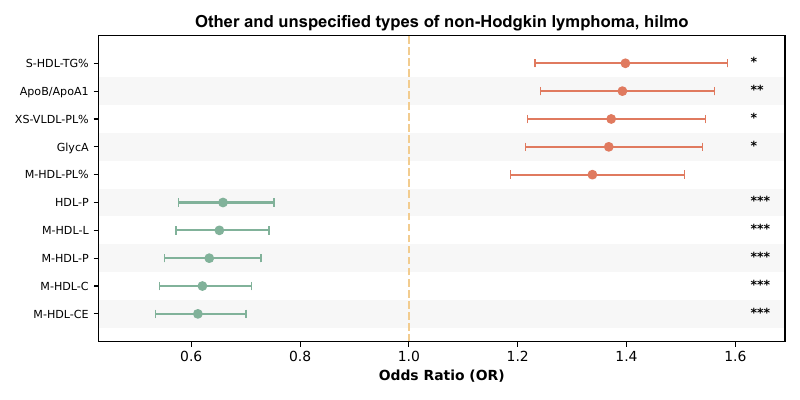 Other and unspecified types of non-Hodgkin lymphoma, hilmo
S-HDL-TG% *
ApoB/ApoA1 **
XS-VLDL-PL% *
GlycA *
M-HDL-PL%
HDL-P ***
M-HDL-L ***
M-HDL-P ***
M-HDL-C ***
M-HDL-CE ***
0.6 0.8 1.0 1.2 1.4 1.6
Odds Ratio (OR)